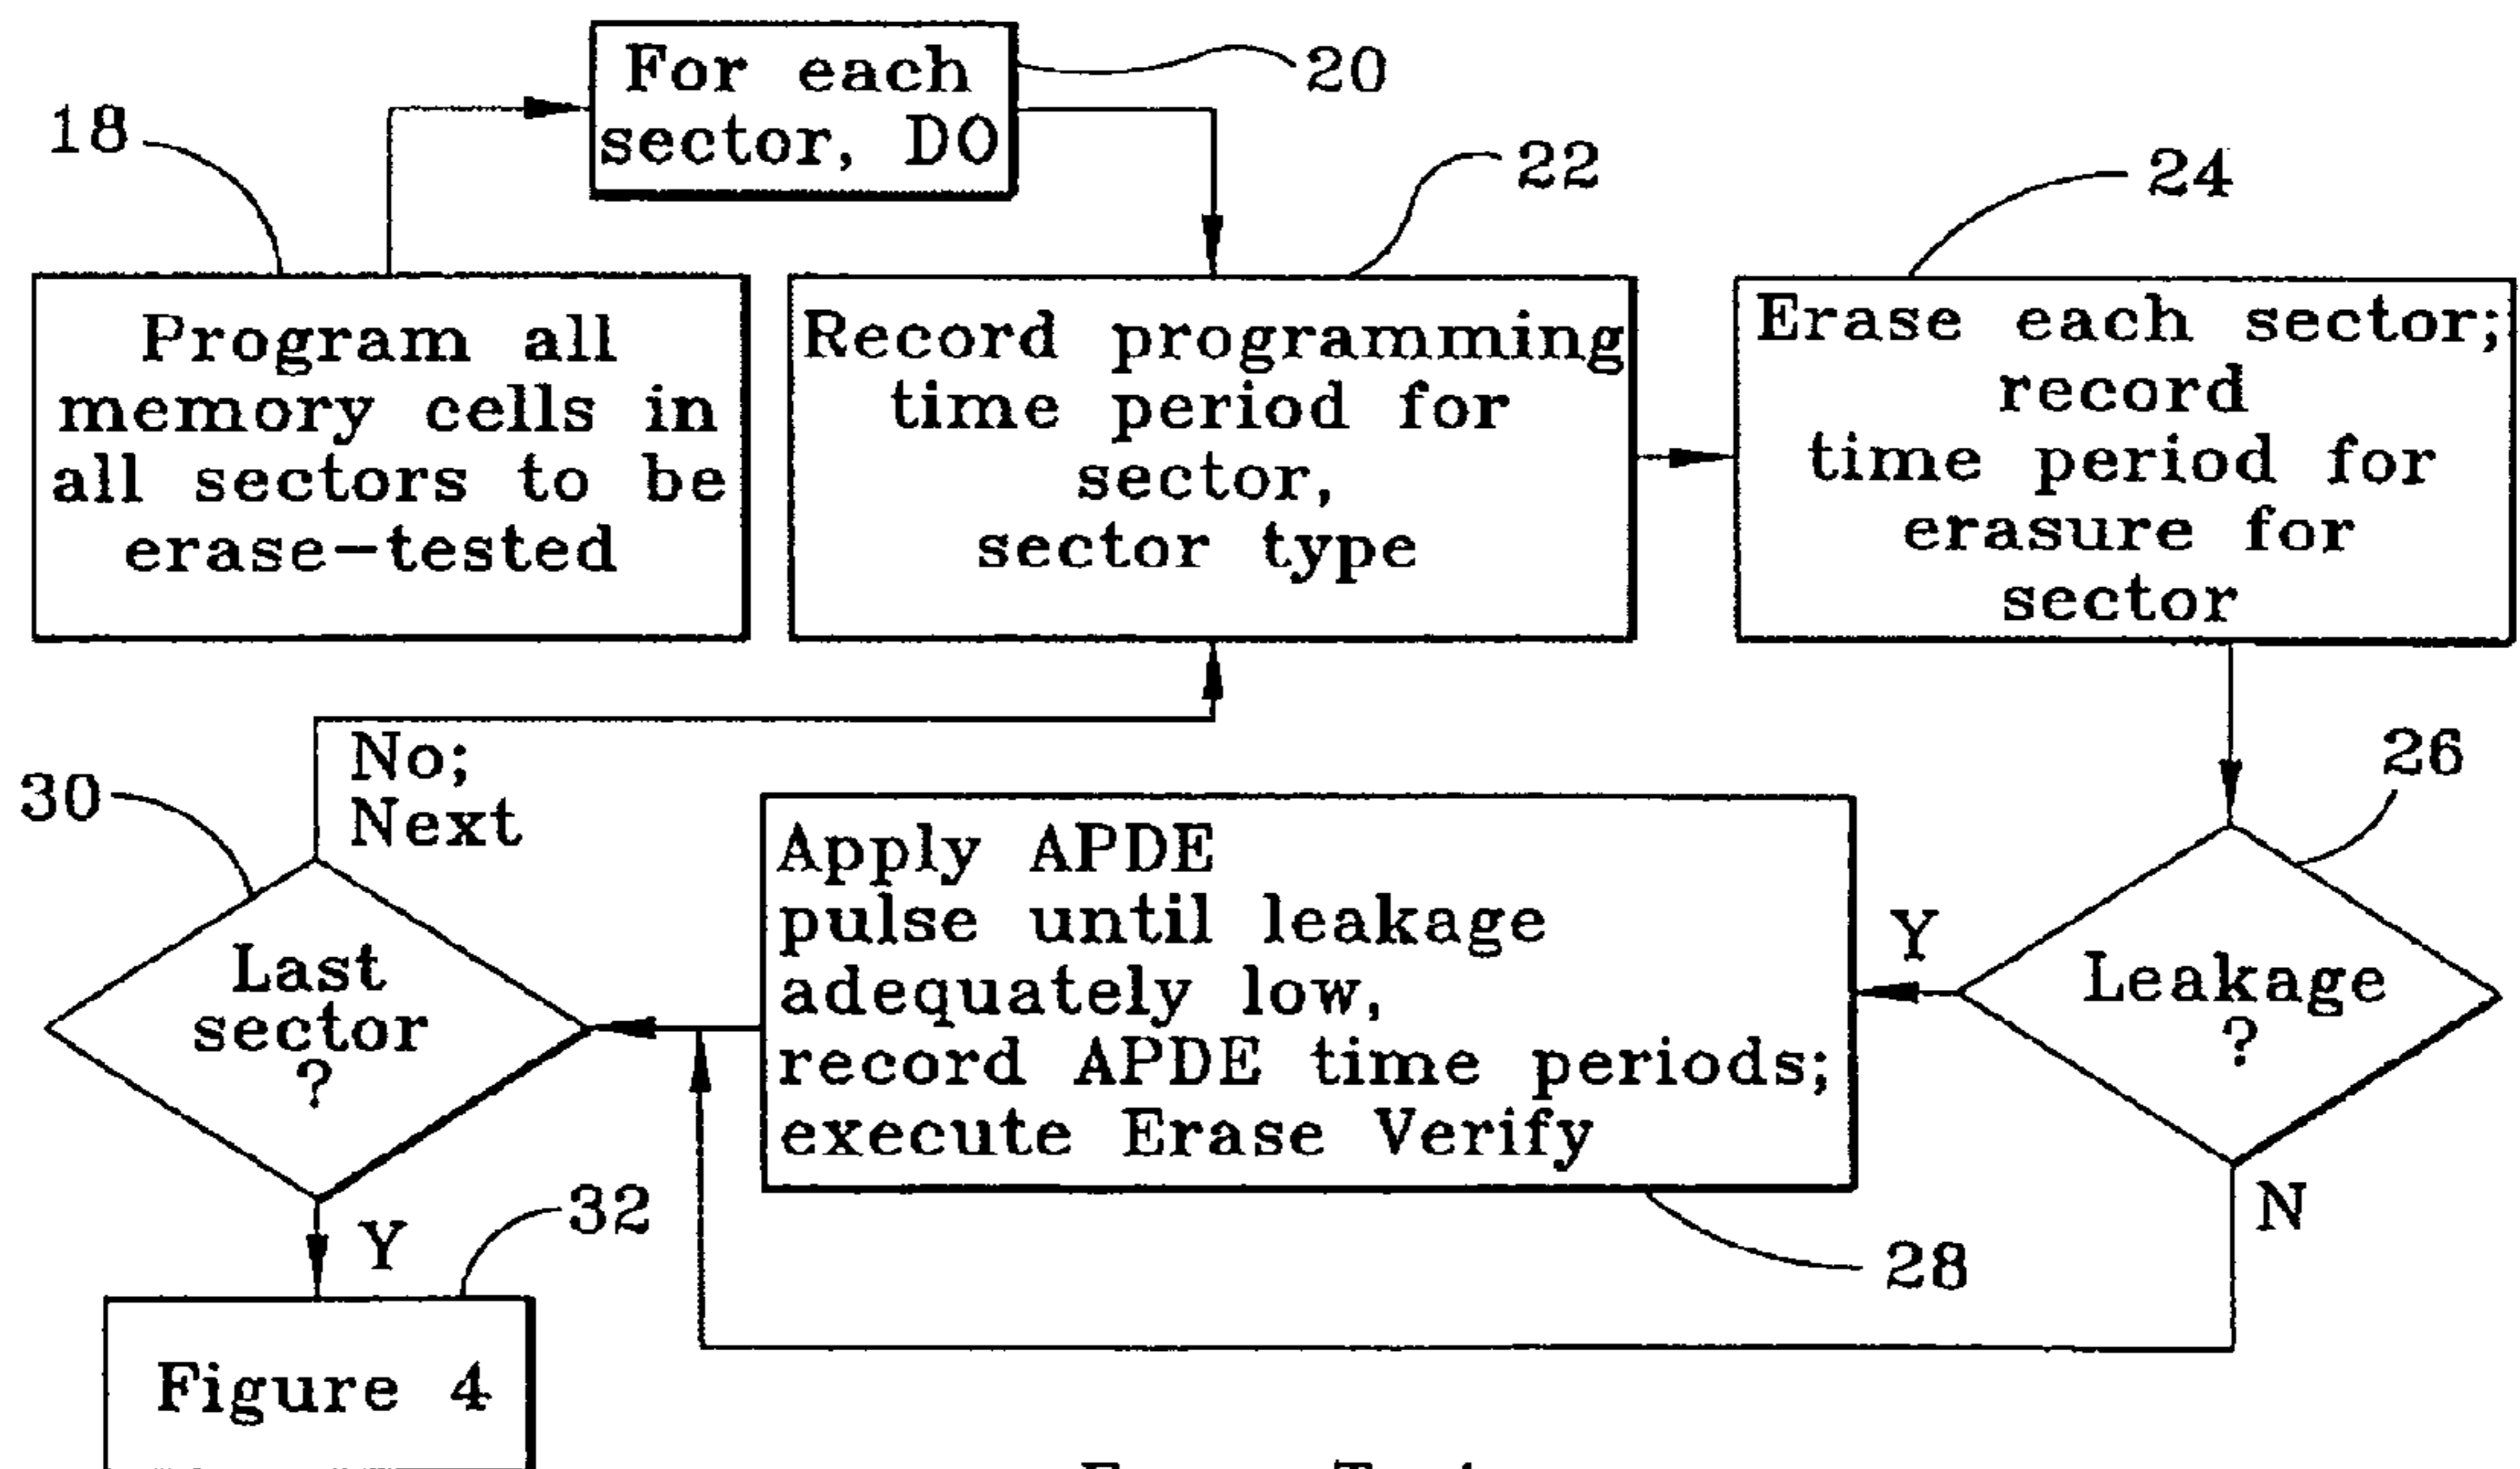 For each
sector, DO
20
18
22
24
Program all
memory cells in
all sectors to be
erase-tested
Record programming
time period for
sector,
sector type
Erase each sector;
record
time period for
erasure for
sector
No;
Next
30
26
Last
sector
?
Apply APDE
pulse until leakage
adequately low,
record APDE time periods;
execute Erase Verify
Y
Leakage
?
N
28
Y
32
Figure 4